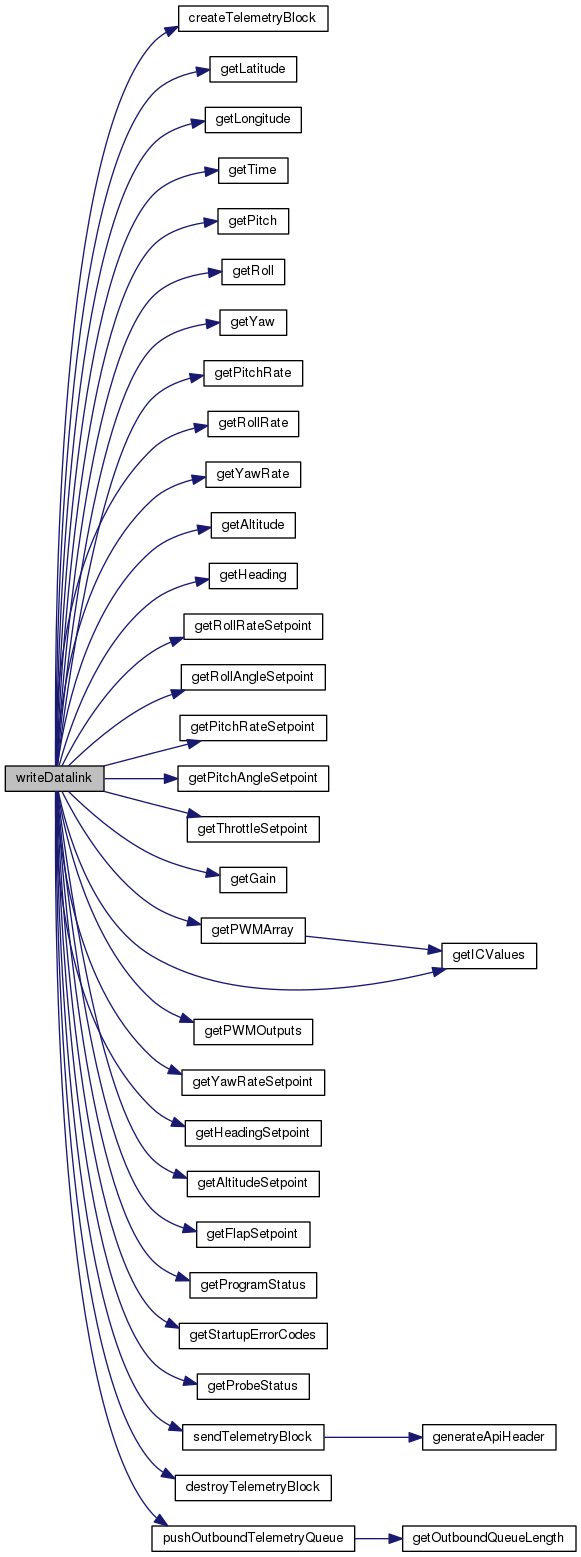 createTelemetryBlock
getLatitude
getLongitude
getTime
getPitch
getRoll
getYaw
getPitchRate
getRollRate
getYawRate
getAltitude
getHeading
getRollRateSetpoint
getRollAngleSetpoint
getPitchRateSetpoint
writeDatalink
getPitchAngleSetpoint
getThrottleSetpoint
getGain
getPWMArray
getICValues
getPWMOutputs
getYawRateSetpoint
getHeadingSetpoint
getAltitudeSetpoint
getFlapSetpoint
getProgramStatus
getStartupErrorCodes
getProbeStatus
sendTelemetryBlock
generateApiHeader
destroyTelemetryBlock
pushOutboundTelemetryQueue
getOutboundQueueLength